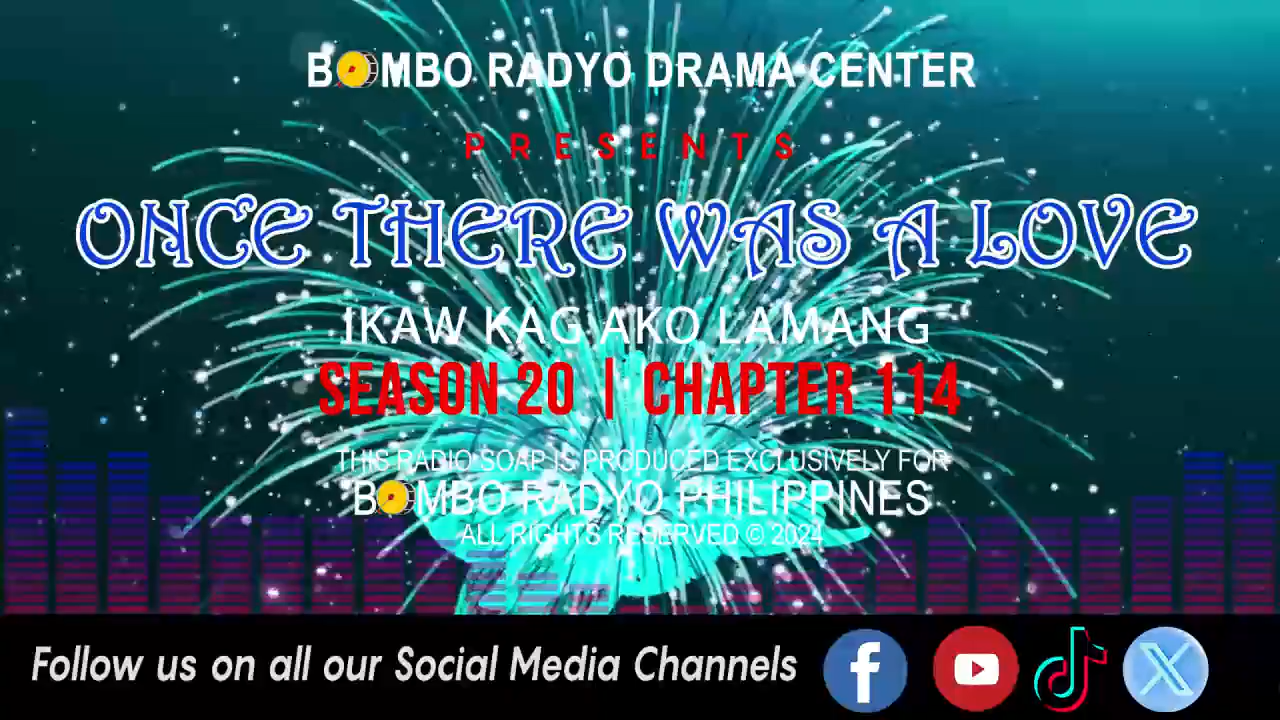 BOMBO RADYO DRAMA CENTER
PRESENTS
ONCE THERE WAS A LOVE
IKAW KAG AKO LAMANG
SEASON 20 | CHAPTER 114
THIS RADIO SOAP IS PRODUCED EXCLUSIVELY FOR
BOMBO RADYO PHILIPPINES
ALL RIGHTS RESERVED © 2024
Follow us on all our Social Media Channels